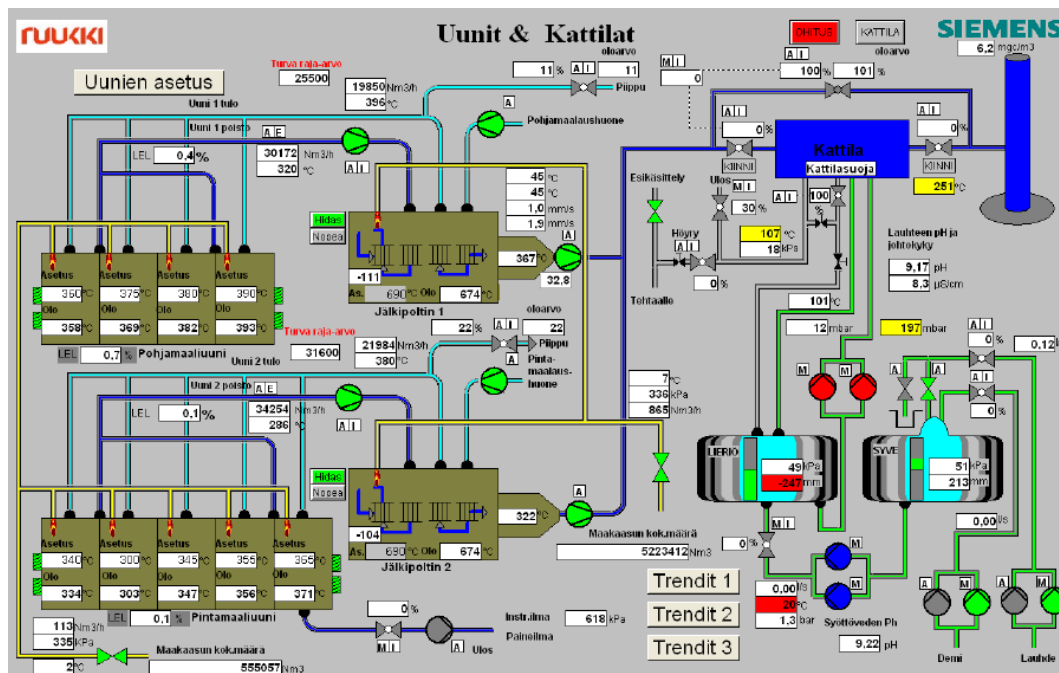 RUUKKI
Uunit & Kattilat
OHITUS
KATTILA
SIEMENS
Uunien asetus
Turva raja-arvo
25500
19850 Nm3/h
396 °C
oloarvo
11 % A I 11
Piippu
M I
0
A I
oloarvo
100% 101 %
6,2 mgc/m3
Uuni 1 tulo
Uuni 1 poisto
A E
LEL 0,4 %
30172 Nm3/h
320 °C
A I
A
Pohjamaalaushuone
A I
0 %
KIINNI
Kattila
Kattilasuoja
A I
0 %
KIINNI
251 °C
45 °C
45 °C
1,0 mm/s
1,9 mm/s
Hidas
Nopea
-111
As. 690 °C Olo 674 °C
367 °C
A
32,8
Jälkipoltin 1
Esikäsittely
Ulos
M I
30 %
A I
100 %
107 °C
18 kPa
Höyry
A I
0 %
Tehtaalle
Lauhteen pH ja
johtokyky
9,17 pH
8,3 µS/cm
Asetus Asetus Asetus Asetus
360 °C 375 °C 380 °C 390 °C
Olo Olo Olo Olo
358 °C 369 °C 382 °C 393 °C
LEL 0,7 % Pohjamaaliuuni
Uuni 2 tulo
Turva raja-arvo
31600
21984 Nm3/h
380 °C
22 %
A I
oloarvo
22
Piippu
A
Pinta-
maalaus-
huone
101 °C
12 mbar
197 mbar
A I
0 %
0,12
Uuni 2 poisto
A E
LEL 0,1 %
34254 Nm3/h
286 °C
A I
7 °C
336 kPa
865 Nm3/h
M M
A A
A I
0 %
LIERIÖ
49 kPa
-247 mm
SYVE
51 kPa
213 mm
Hidas
Nopea
-104
As. 690 °C Olo 674 °C
322 °C
A
Jälkipoltin 2
Maakaasun kok.määrä
5223412 Nm3
0 %
M I
0,00 l/s
M
M
Asetus Asetus Asetus Asetus Asetus
340 °C 300 °C 345 °C 355 °C 365 °C
Olo Olo Olo Olo Olo
334 °C 303 °C 347 °C 356 °C 371 °C
LEL 0,1 % Pintamaaliuuni
Trendit 1
Trendit 2
Trendit 3
0,00 l/s
20 °C
1,3 bar
Syöttöveden Ph
9,22 pH
A M A M
Demi
Lauhde
113 Nm3/h
335 KPa
2 °C
Maakaasun kok.määrä
555057 Nm3
0 %
M I
A
Ulos
Instr.ilma 618 kPa
Paineilma